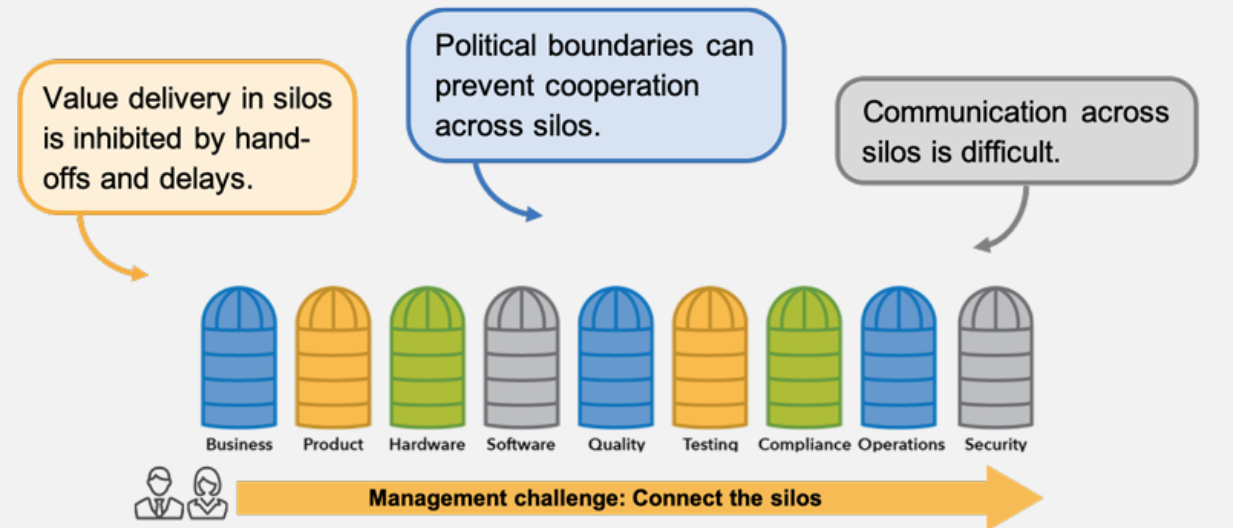 Value delivery in silos
is inhibited by hand-
offs and delays.
Political boundaries can
prevent cooperation
across silos.
Communication across
silos is difficult.
Business Product Hardware Software Quality Testing Compliance Operations Security
Management challenge: Connect the silos